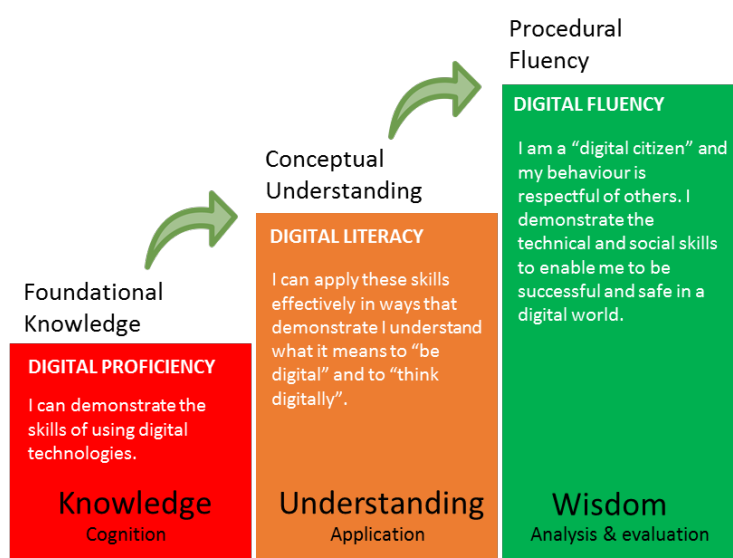 Foundational
Knowledge
DIGITAL PROFICIENCY
I can demonstrate the
skills of using digital
technologies.
Knowledge
Cognition
Conceptual
Understanding
DIGITAL LITERACY
I can apply these skills
effectively in ways that
demonstrate I understand
what it means to “be
digital” and to “think
digitally”.
Understanding
Application
Procedural
Fluency
DIGITAL FLUENCY
I am a “digital citizen” and
my behaviour is
respectful of others. I
demonstrate the
technical and social skills
to enable me to be
successful and safe in a
digital world.
Wisdom
Analysis & evaluation